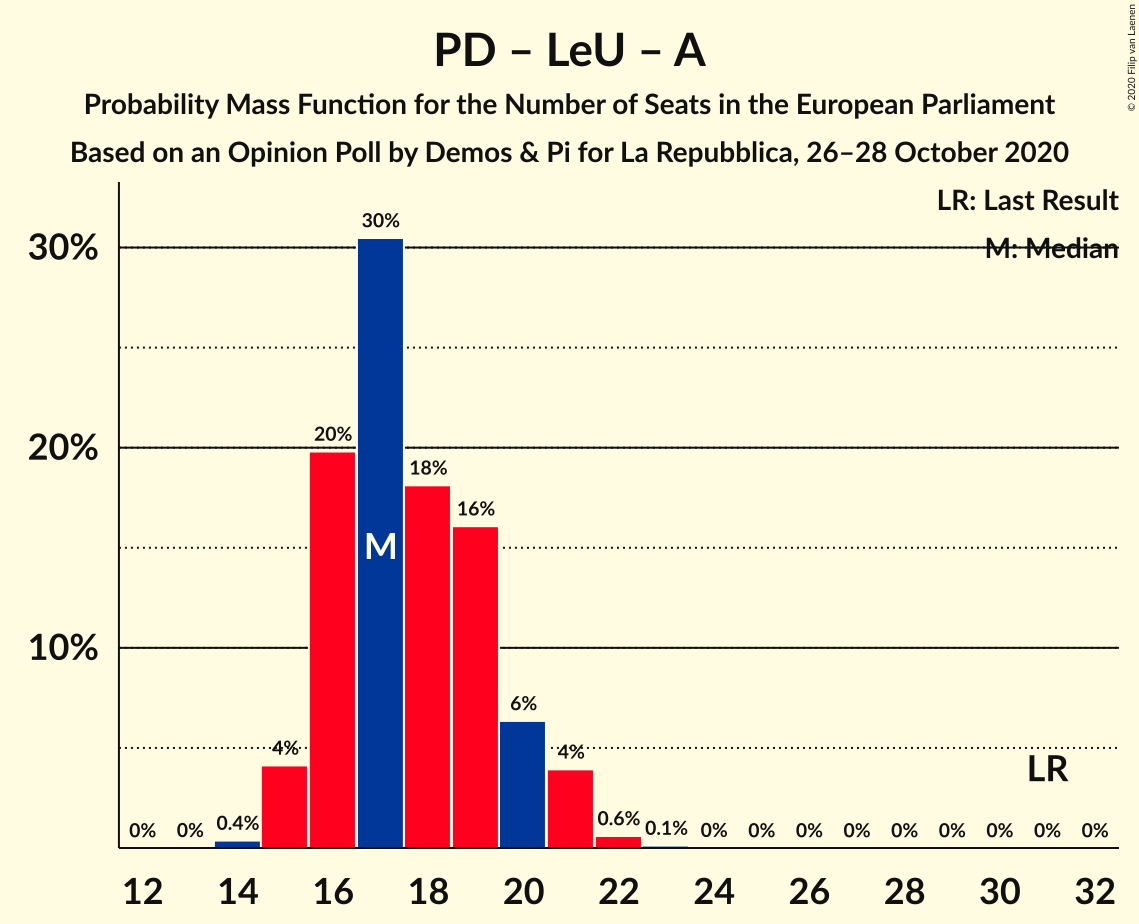 PD – LeU – A
Probability Mass Function for the Number of Seats in the European Parliament
Based on an Opinion Poll by Demos & Pi for La Repubblica, 26–28 October 2020
© 2020 Filip van Laenen
LR: Last Result
M: Median
30%
20%
10%
0% 0% 0.4% 4% 20% 30% 18% 16% 6% 4% 0.6% 0.1% 0% 0% 0% 0% 0% 0% 0% 0% 0%
M
LR
12 14 16 18 20 22 24 26 28 30 32